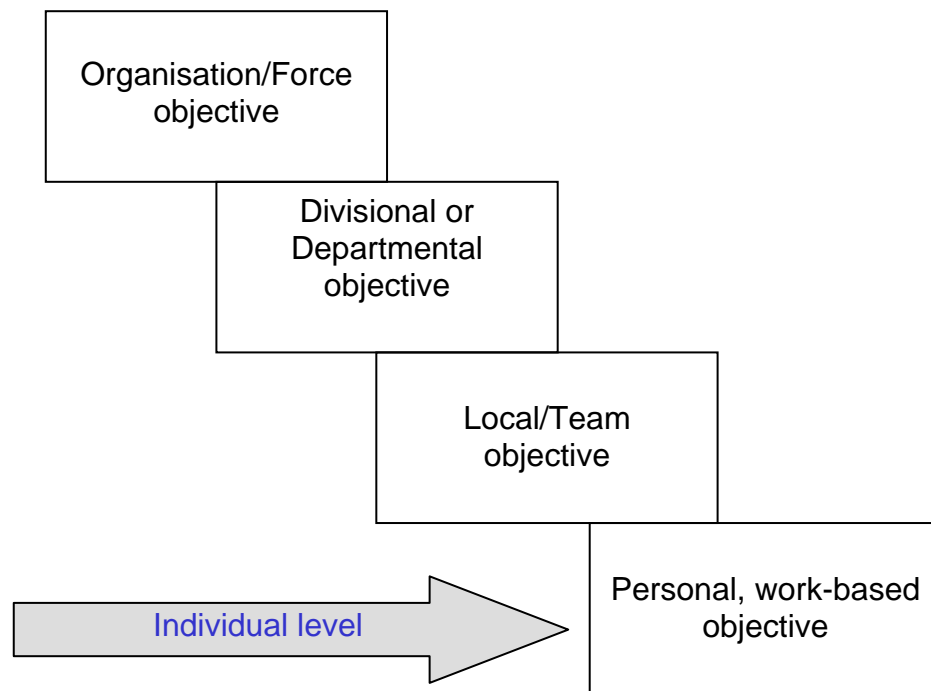 Organisation/Force
objective
Divisional or
Departmental
objective
Local/Team
objective
Individual level
Personal, work-based
objective